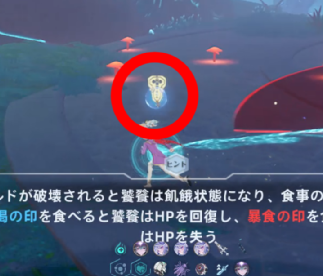 ヒント
ルドが破壊されると饕餮は飢餓状態になり、食事の
渇の印を食べると饕餮はHPを回復し、暴食の印を
はHPを失う